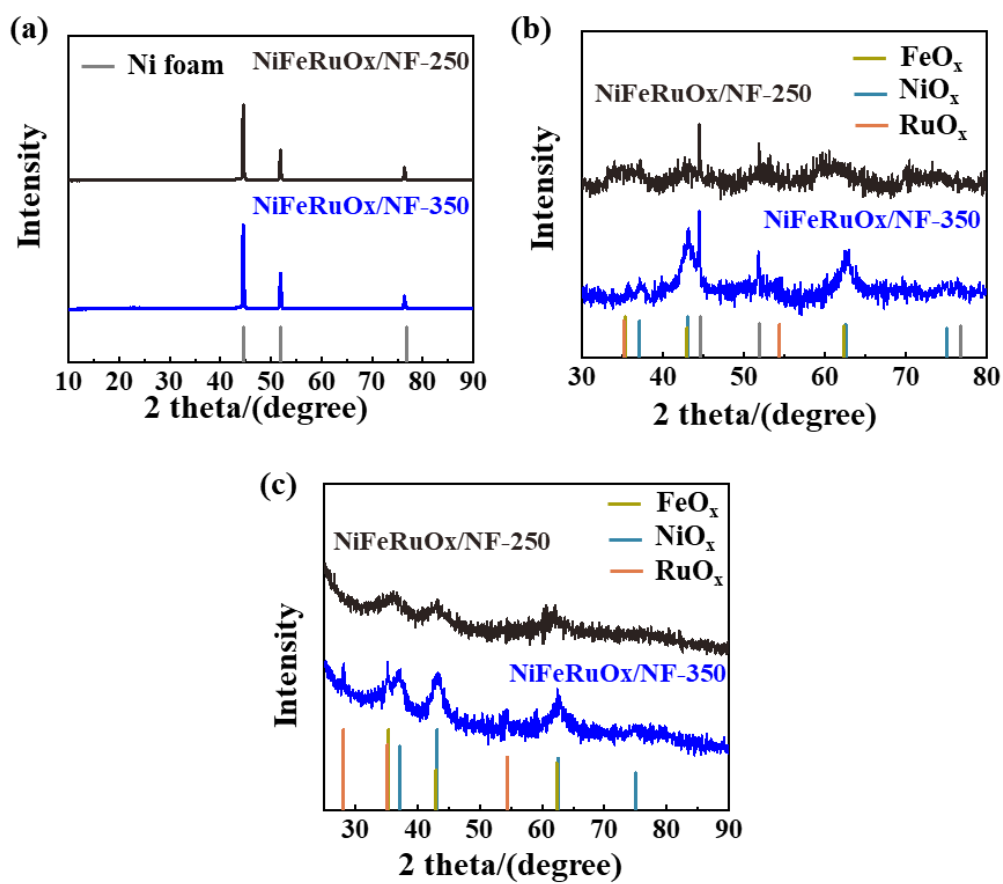 (a)
Ni foam
NiFeRuOx/NF-250
NiFeRuOx/NF-350
Intensity
10 20 30 40 50 60 70 80 90
2 theta/(degree)
(b)
FeOₓ
NiOₓ
RuOₓ
NiFeRuOx/NF-250
NiFeRuOx/NF-350
Intensity
30 40 50 60 70 80
2 theta/(degree)
(c)
FeOₓ
NiOₓ
RuOₓ
NiFeRuOx/NF-250
NiFeRuOx/NF-350
Intensity
30 40 50 60 70 80 90
2 theta/(degree)